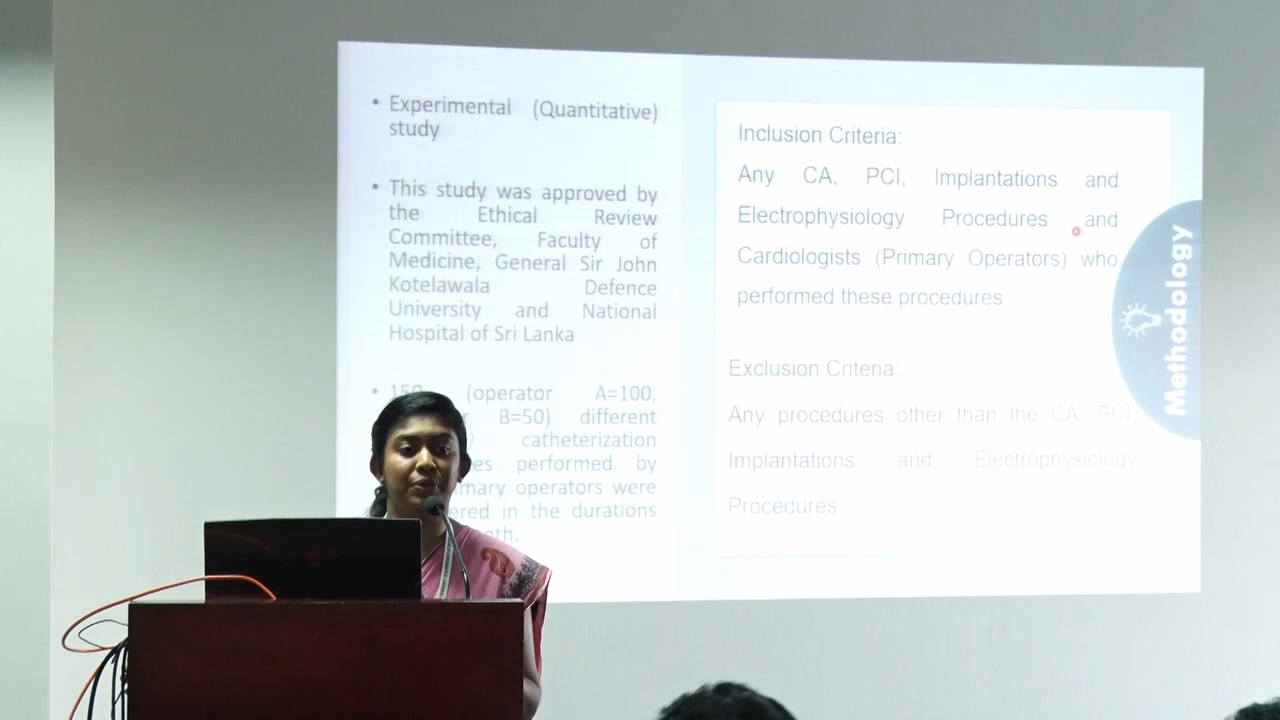 • Experimental (Quantitative)
study
• This study was approved by
the Ethical Review
Committee, Faculty of
Medicine, General Sir John
Kotelawala Defence
University and National
Hospital of Sri Lanka
• 150 (operator A=100,
B=50) different
catheterization
performed by
operators were
in the durations
Inclusion Criteria:
Any CA, PCI, Implantations and
Electrophysiology Procedures and
Cardiologists (Primary Operators) who
performed these procedures
Exclusion Criteria:
Any procedures other than the CA, PCI,
Implantations and Electrophysiology
Procedures
Methodology